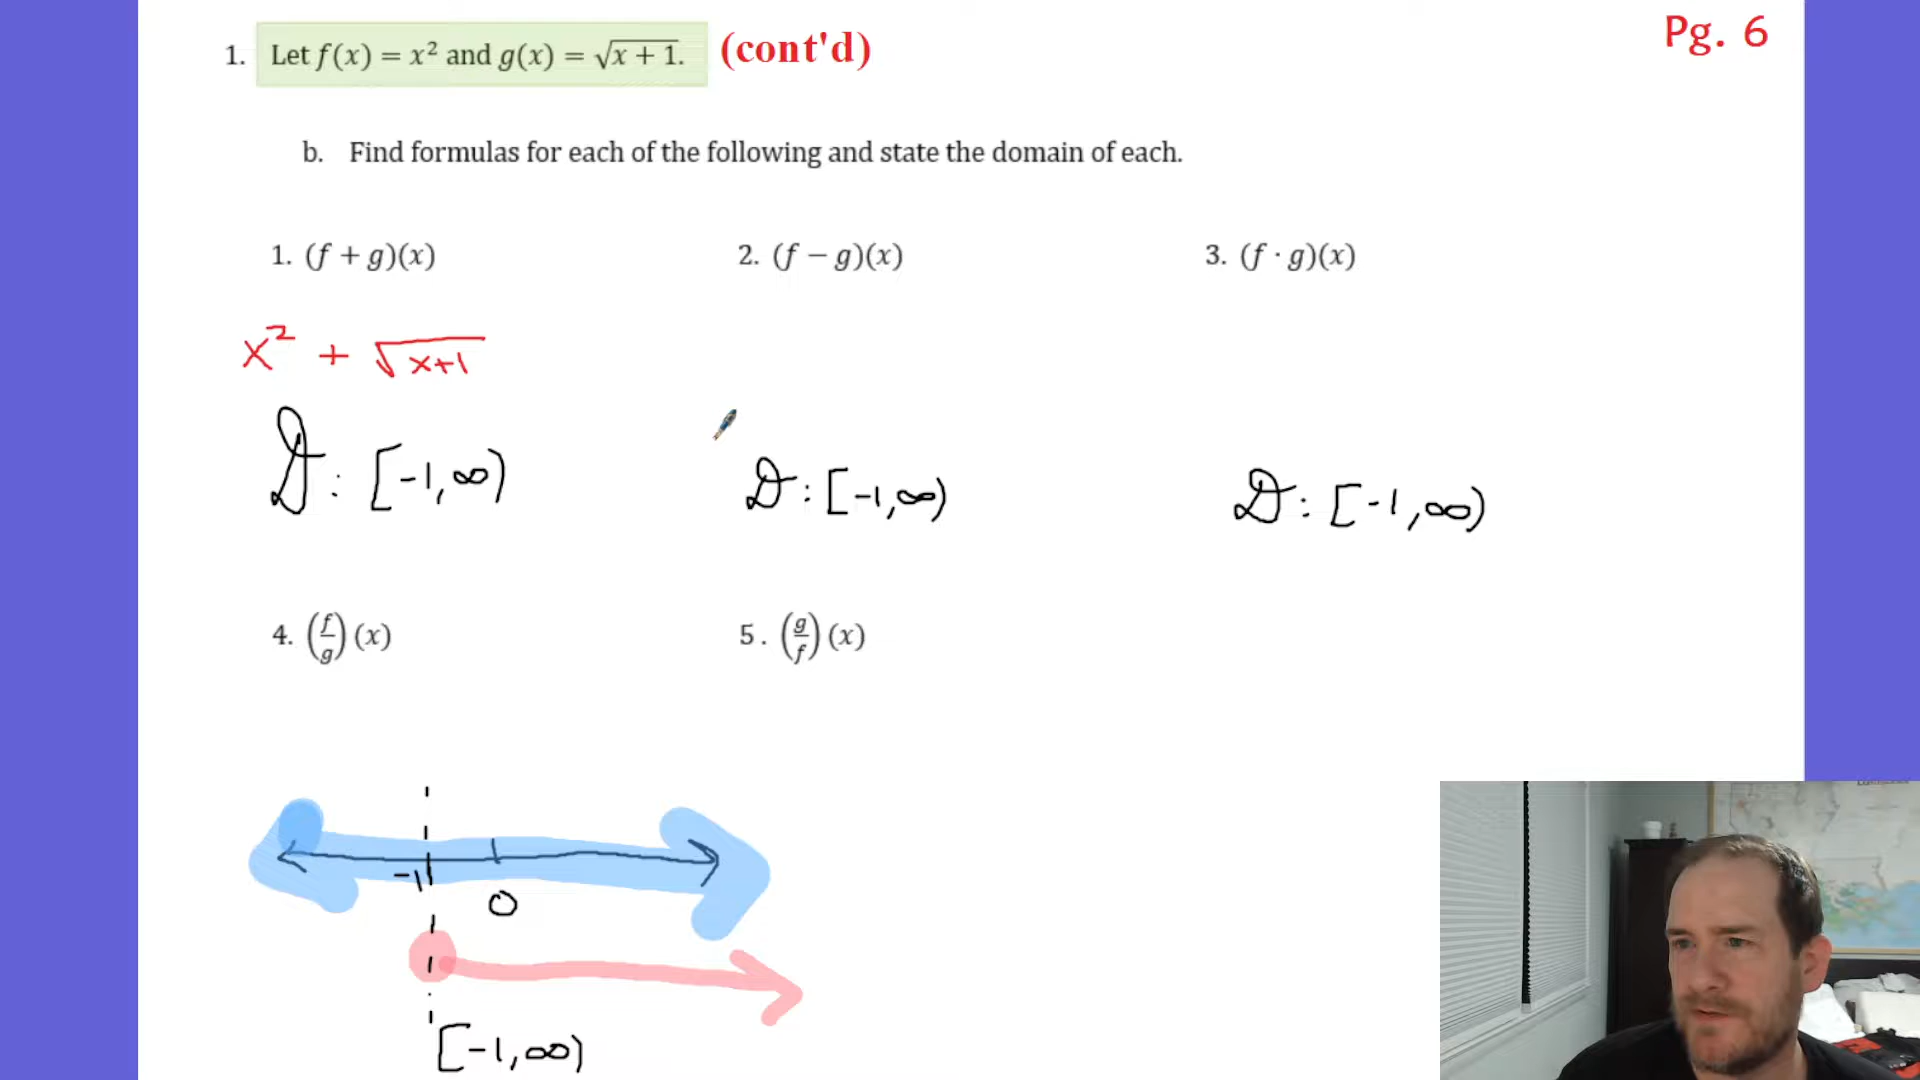 1. Let f(x) = x² and g(x) = √(x + 1). (cont'd) Pg. 6
b. Find formulas for each of the following and state the domain of each.
1. (f + g)(x) 2. (f − g)(x) 3. (f · g)(x)
x² + √(x+1)
𝒟: [-1, ∞) 𝒟: [-1, ∞) 𝒟: [-1, ∞)
4. (f/g)(x) 5. (g/f)(x)
-1 0
[-1, ∞)